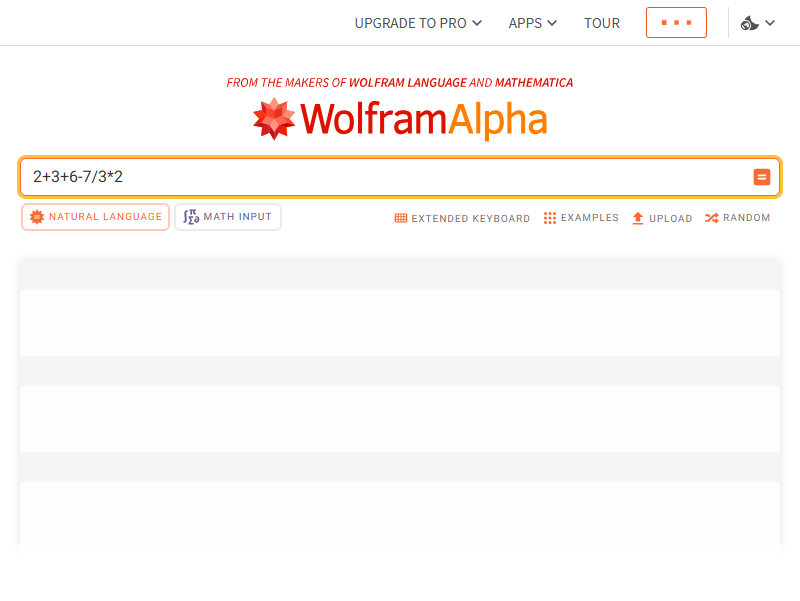 UPGRADE TO PRO APPS TOUR
FROM THE MAKERS OF WOLFRAM LANGUAGE AND MATHEMATICA
WolframAlpha
2+3+6-7/3*2
NATURAL LANGUAGE MATH INPUT EXTENDED KEYBOARD EXAMPLES UPLOAD RANDOM